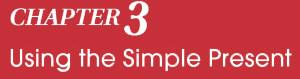 CHAPTER 3
Using the Simple Present